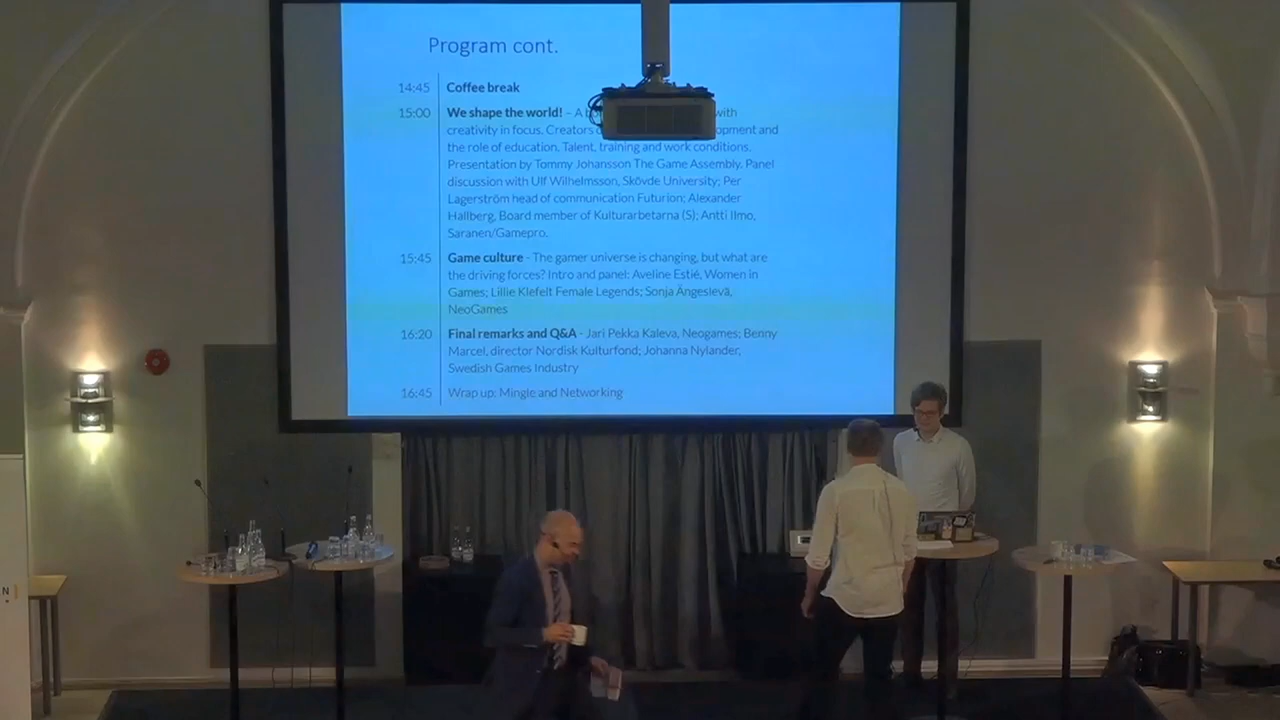 Program cont.
14:45 Coffee break
15:00 We shape the world! - A with
creativity in focus. Creators and
the role of education. Talent, training and work conditions.
Presentation by Tommy Johansson The Game Assembly. Panel
discussion with Ulf Wilhelmsson, Skövde University; Per
Lagerström head of communication Futurion; Alexander
Hallberg, Board member of Kulturarbetarna (S); Antti Ilmo,
Saranen/Gamepro.
15:45 Game culture - The gamer universe is changing, but what are
the driving forces? Intro and panel: Aveline Estié, Women in
Games; Lillie Klefelt Female Legends; Sonja Ängeslevä,
NeoGames
16:20 Final remarks and Q&A - Jari Pekka Kaleva, Neogames; Benny
Marcel, director Nordisk Kulturfond; Johanna Nylander,
Swedish Games Industry
16:45 Wrap up: Mingle and Networking
N